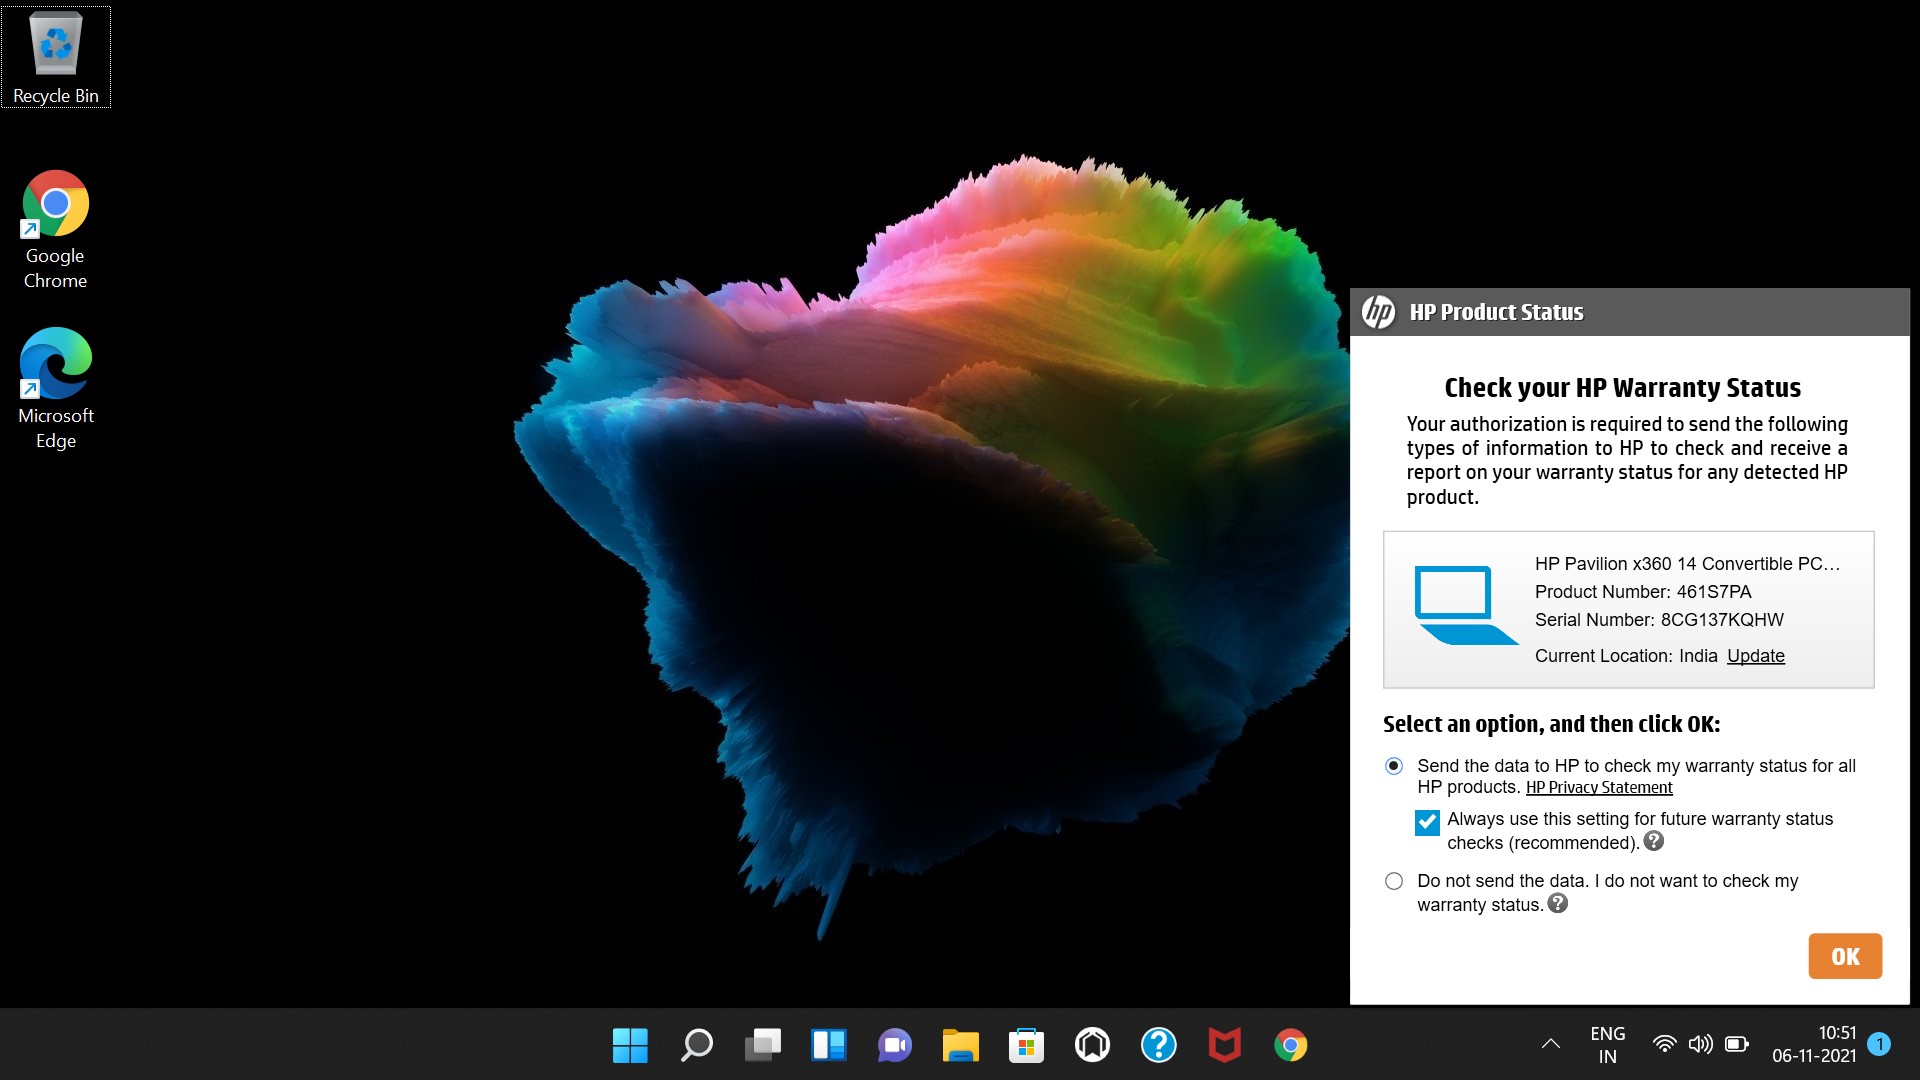 Recycle Bin
Google
Chrome
Microsoft
Edge
hp HP Product Status
Check your HP Warranty Status
Your authorization is required to send the following
types of information to HP to check and receive a
report on your warranty status for any detected HP
product.
HP Pavilion x360 14 Convertible PC...
Product Number: 461S7PA
Serial Number: 8CG137KQHW
Current Location: India Update
Select an option, and then click OK:
Send the data to HP to check my warranty status for all
HP products. HP Privacy Statement
Always use this setting for future warranty status
checks (recommended). ?
Do not send the data. I do not want to check my
warranty status. ?
OK
?
ENG
IN
10:51
06-11-2021
1